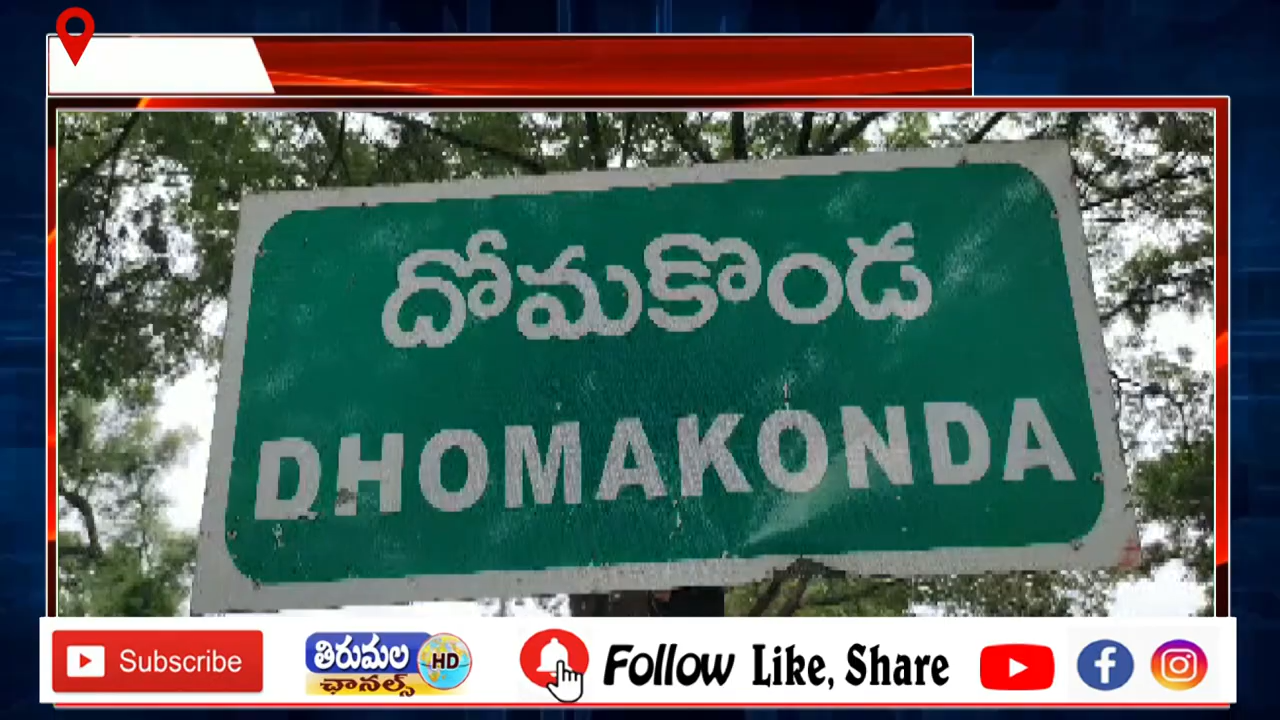 దోమకొండ
DHOMAKONDA
Subscribe
తిరుమల
HD
ఛానల్స్
Follow Like, Share